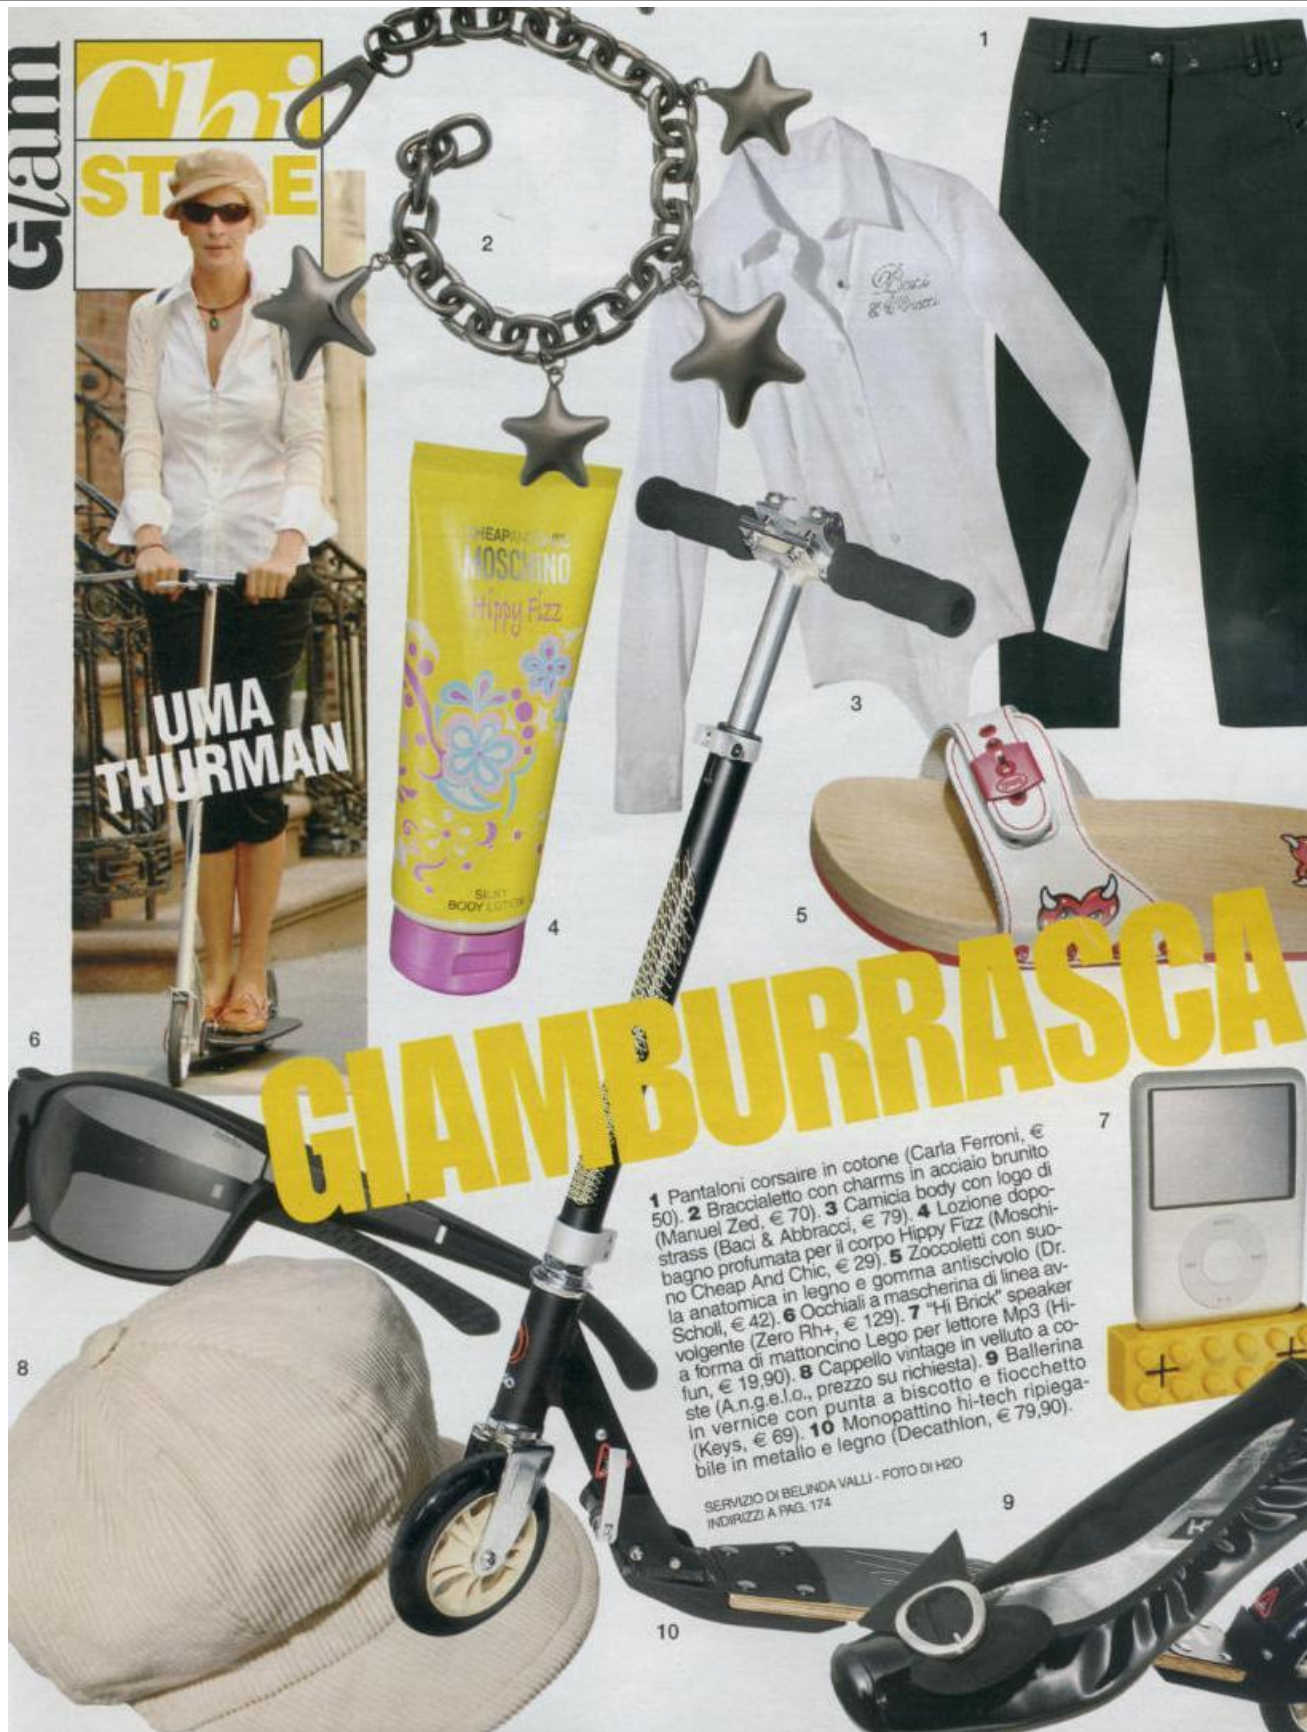 Glam
Chi
STYLE
1
2
Baci
& Abbracci
UMA
THURMAN
CHEAPANDCHIC
MOSCHINO
Hippy Fizz
SILKY
BODY LOTION
3
4
5
6
GIAMBURRASCA
7
1 Pantaloni corsaire in cotone (Carla Ferroni, €
50). 2 Braccialetto con charms in acciaio brunito
(Manuel Zed, € 70). 3 Camicia body con logo di
strass (Baci & Abbracci, € 79). 4 Lozione dopo-
bagno profumata per il corpo Hippy Fizz (Moschi-
no Cheap And Chic, € 29). 5 Zoccoletti con suo-
la anatomica in legno e gomma antiscivolo (Dr.
Scholl, € 42). 6 Occhiali a mascherina di linea av-
volgente (Zero Rh+, € 129). 7 "Hi Brick" speaker
a forma di mattoncino Lego per lettore Mp3 (Hi-
fun, € 19,90). 8 Cappello vintage in velluto a co-
ste (A.n.g.e.l.o., prezzo su richiesta). 9 Ballerina
in vernice con punta a biscotto e fiocchetto
(Keys, € 69). 10 Monopattino hi-tech ripiega-
bile in metallo e legno (Decathlon, € 79,90).
SERVIZIO DI BELINDA VALLI - FOTO DI H2O
INDIRIZZI A PAG. 174
8
9
10